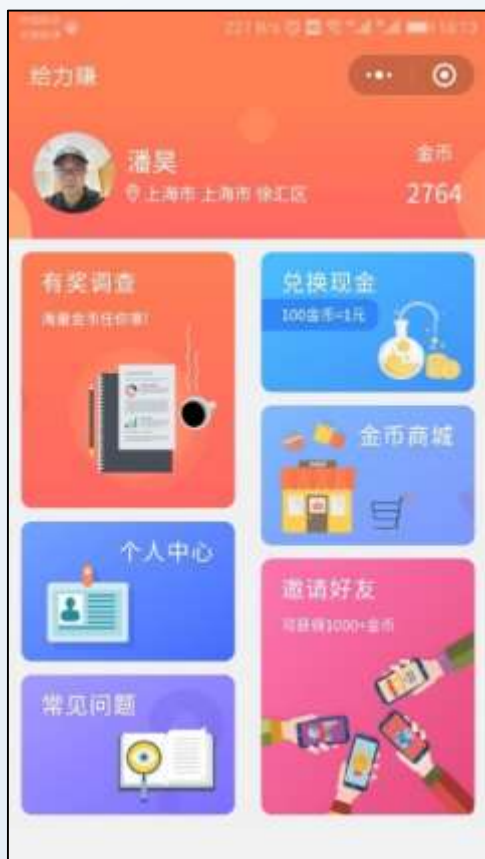 给力赚
潘昊
金币
上海市 上海市 徐汇区
2764
有奖调查
海量金币任你拿!
兑换现金
100金币=1元
金币商城
个人中心
邀请好友
可获得1000+金币
常见问题